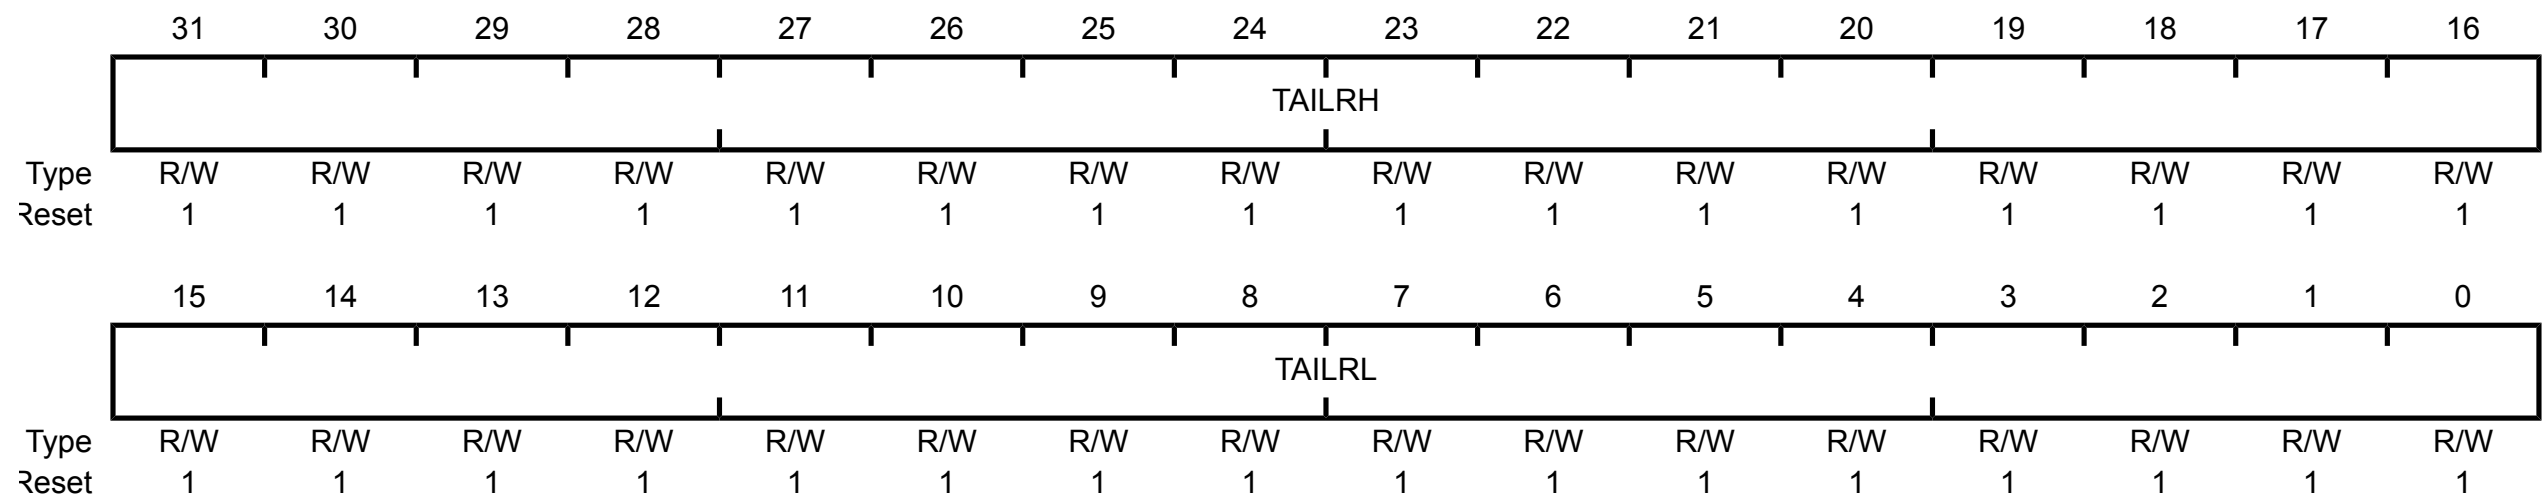 31 30 29 28 27 26 25 24 23 22 21 20 19 18 17 16
TAILRH
Type R/W R/W R/W R/W R/W R/W R/W R/W R/W R/W R/W R/W R/W R/W R/W R/W
Reset 1 1 1 1 1 1 1 1 1 1 1 1 1 1 1 1
15 14 13 12 11 10 9 8 7 6 5 4 3 2 1 0
TAILRL
Type R/W R/W R/W R/W R/W R/W R/W R/W R/W R/W R/W R/W R/W R/W R/W R/W
Reset 1 1 1 1 1 1 1 1 1 1 1 1 1 1 1 1